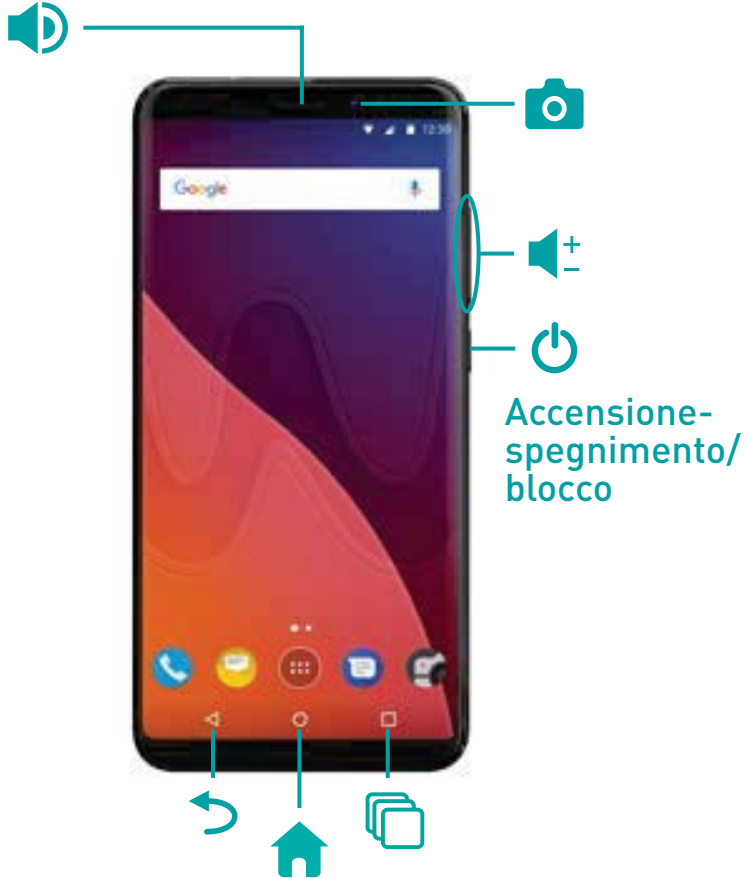 12:30
Google
+
−
Accensione-
spegnimento/
blocco